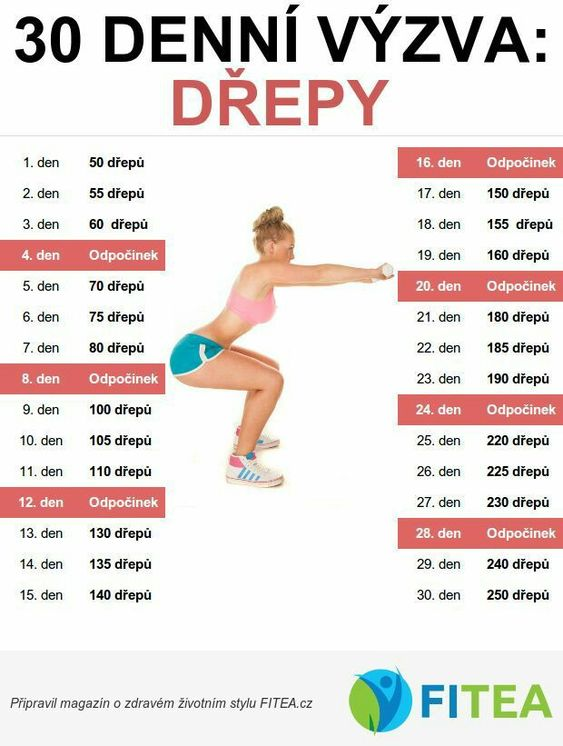 30 DENNÍ VÝZVA:
DŘEPY
1. den 50 dřepů
2. den 55 dřepů
3. den 60 dřepů
4. den Odpočinek
5. den 70 dřepů
6. den 75 dřepů
7. den 80 dřepů
8. den Odpočinek
9. den 100 dřepů
10. den 105 dřepů
11. den 110 dřepů
12. den Odpočinek
13. den 130 dřepů
14. den 135 dřepů
15. den 140 dřepů
16. den Odpočinek
17. den 150 dřepů
18. den 155 dřepů
19. den 160 dřepů
20. den Odpočinek
21. den 180 dřepů
22. den 185 dřepů
23. den 190 dřepů
24. den Odpočinek
25. den 220 dřepů
26. den 225 dřepů
27. den 230 dřepů
28. den Odpočinek
29. den 240 dřepů
30. den 250 dřepů
Připravil magazín o zdravém životním stylu FITEA.cz
FITEA